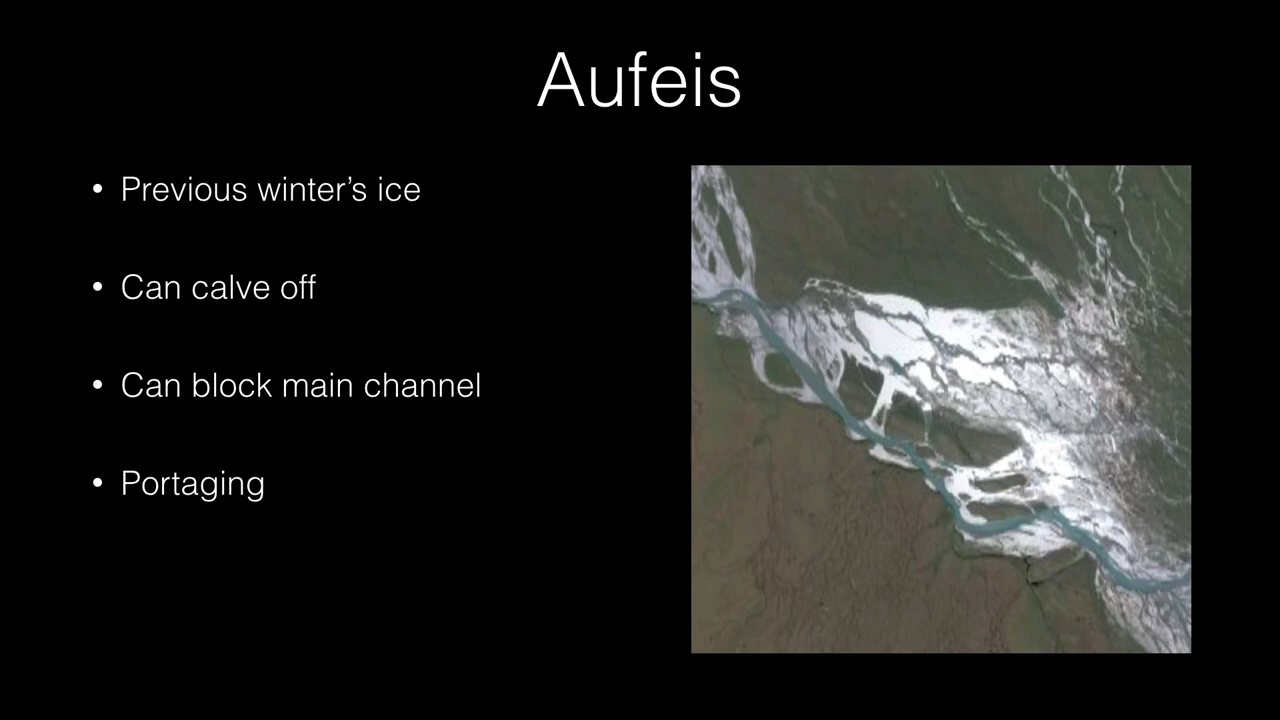 Aufeis
• Previous winter’s ice
• Can calve off
• Can block main channel
• Portaging